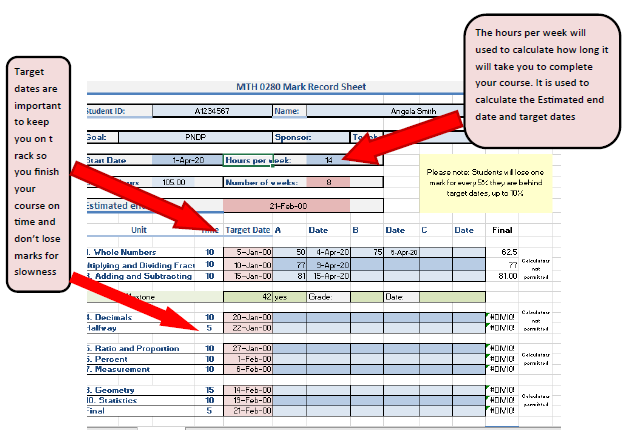 The hours per week will
used to calculate how long it
will take you to complete
your course. It is used to
calculate the Estimated end
date and target dates
Target
dates are
important
to keep
you on t
rack so
you finish
your
course on
time and
don't lose
marks for
slowness
MTH 0280 Mark Record Sheet
Student ID: A1234567 Name: Angela Smith
Goal: PNDP Sponsor:
Start Date 1-Apr-20 Hours per week: 14
105.00 Number of weeks: 8
Please note: Students will lose one
mark for every 5% they are behind
target dates, up to 10%
21-Feb-00
Unit Target Date A Date B Date C Date Final
1. Whole Numbers 10 5-Jan-00 50 4-Apr-20 75 6-Apr-20 62.5
ltiplying and Dividing Fract 10 10-Jan-00 77 9-Apr-20 77
3. Adding and Subtracting 10 15-Jan-00 81 15-Apr-20 81.00
Calculator
not
permitted
42 yes Grade: Date:
4. Decimals 10 20-Jan-00 #DIV/0!
Halfway 5 22-Jan-00 #DIV/0!
Calculator
not
permitted
5. Ratio and Proportion 10 27-Jan-00 #DIV/0!
6. Percent 10 1-Feb-00 #DIV/0!
7. Measurement 10 6-Feb-00 #DIV/0!
Calculator
permitted
8. Geometry 15 14-Feb-00 #DIV/0!
10. Statistics 10 19-Feb-00 #DIV/0!
Final 5 21-Feb-00 #DIV/0!
Calculator
permitted